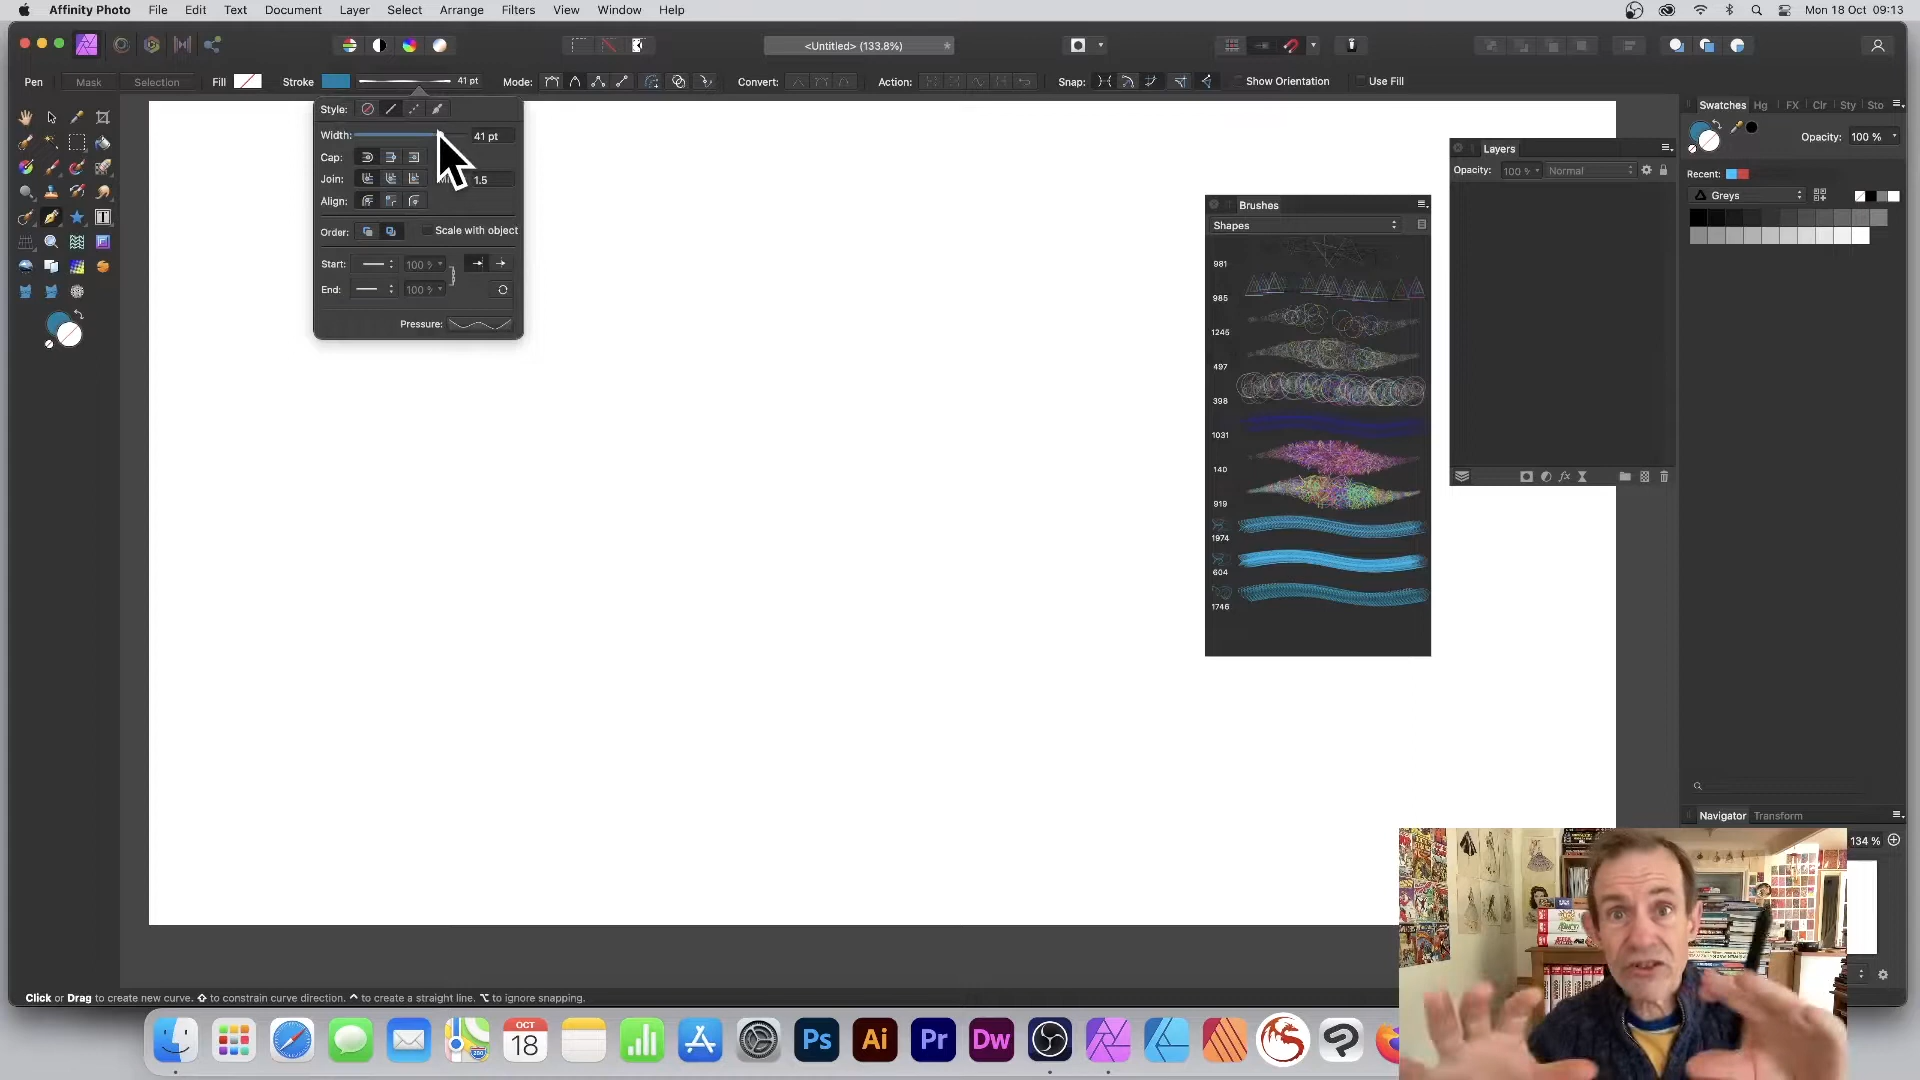 Affinity Photo File Edit Text Document Layer Select Arrange Filters View Window Help Mon 18 Oct 09:13
<Untitled> (133.8%)
Pen Mask Selection Fill Stroke 41 pt Mode: Convert: Action: Snap: Show Orientation Use Fill
Style:
Width: 41 pt
Cap:
Join: 1.5
Align:
Order: Scale with object
Start: 100 %
End: 100 %
Pressure:
Brushes
Shapes
981
985
1246
497
398
1031
140
919
1974
604
1746
Layers
Opacity: 100 % Normal
Swatches Hg FX Clr Sty Sto
Opacity: 100 %
Recent:
Greys
Navigator Transform
134 %
Click or Drag to create new curve. ⇧ to constrain curve direction. ^ to create a straight line. ⌥ to ignore snapping.
OCT
18
280
Ps
Ai
Pr
Dw